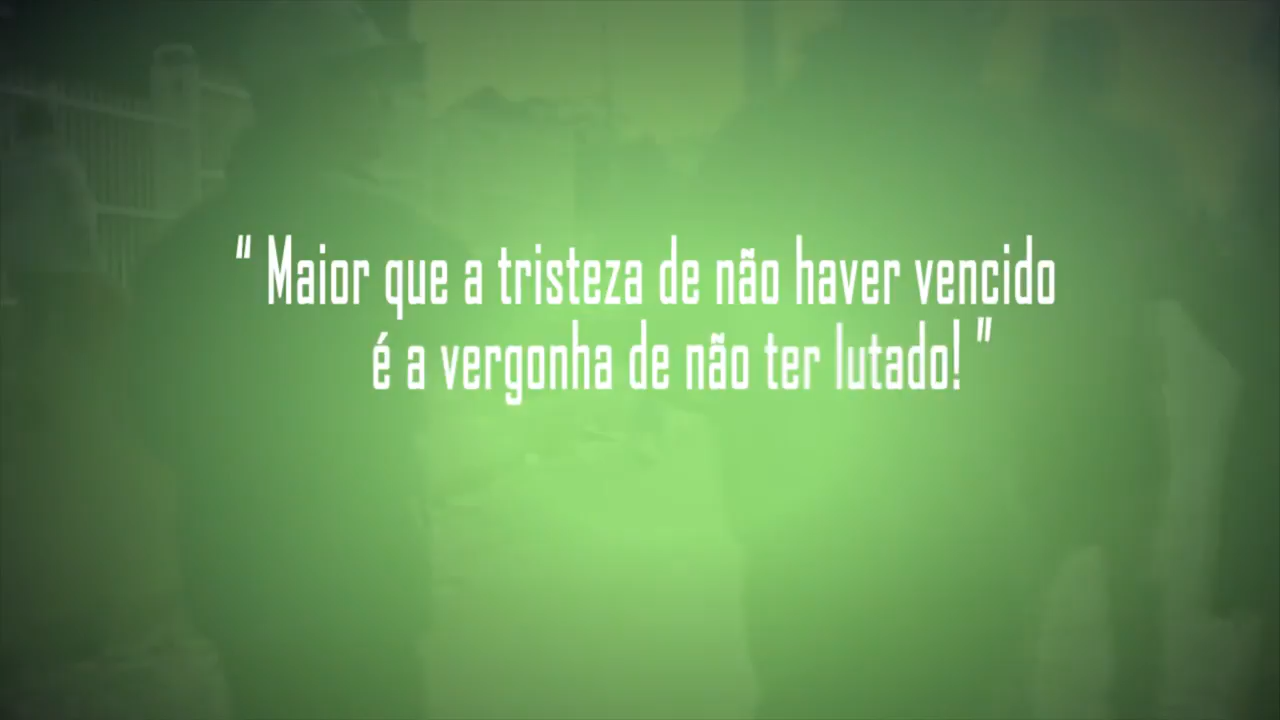 " Maior que a tristeza de não haver vencido
é a vergonha de não ter lutado! "